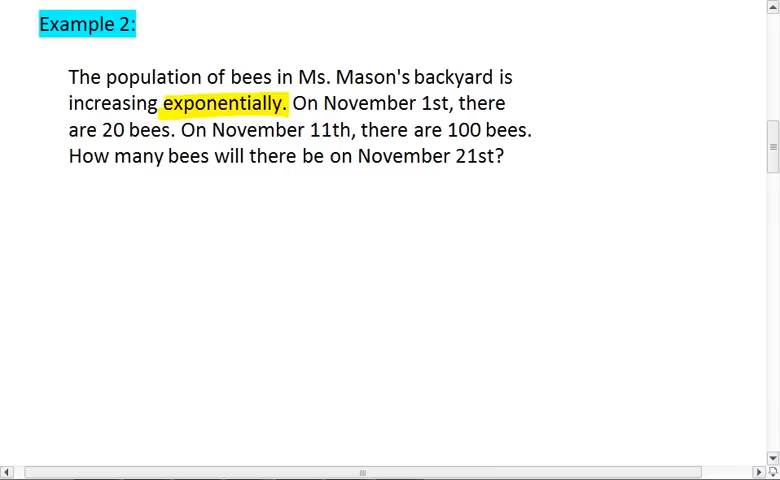 Example 2:
The population of bees in Ms. Mason's backyard is
increasing exponentially. On November 1st, there
are 20 bees. On November 11th, there are 100 bees.
How many bees will there be on November 21st?